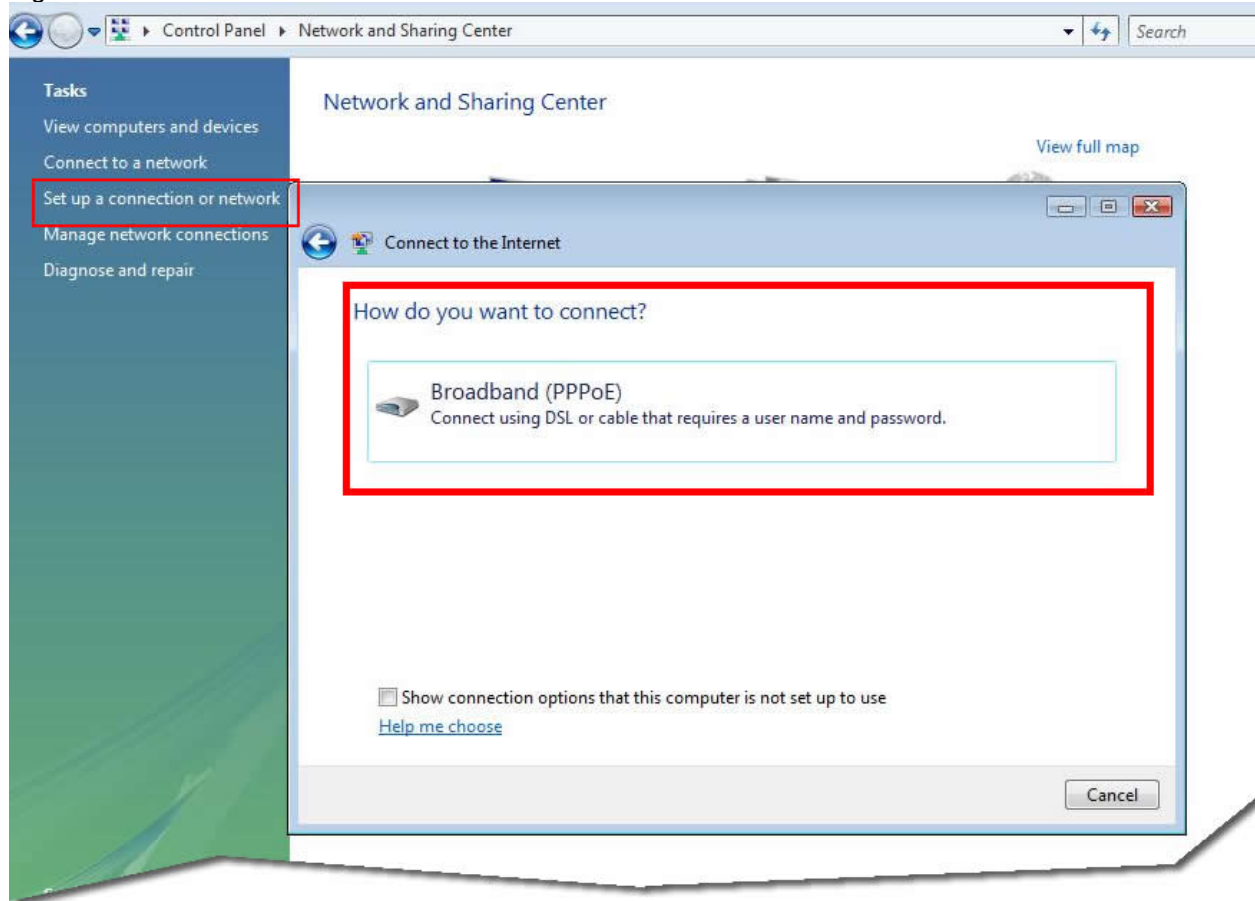 Control Panel
Network and Sharing Center
Search
Tasks
View computers and devices
Connect to a network
Set up a connection or network
Manage network connections
Diagnose and repair
Network and Sharing Center
View full map
Connect to the Internet
How do you want to connect?
Broadband (PPPoE)
Connect using DSL or cable that requires a user name and password.
Show connection options that this computer is not set up to use
Help me choose
Cancel